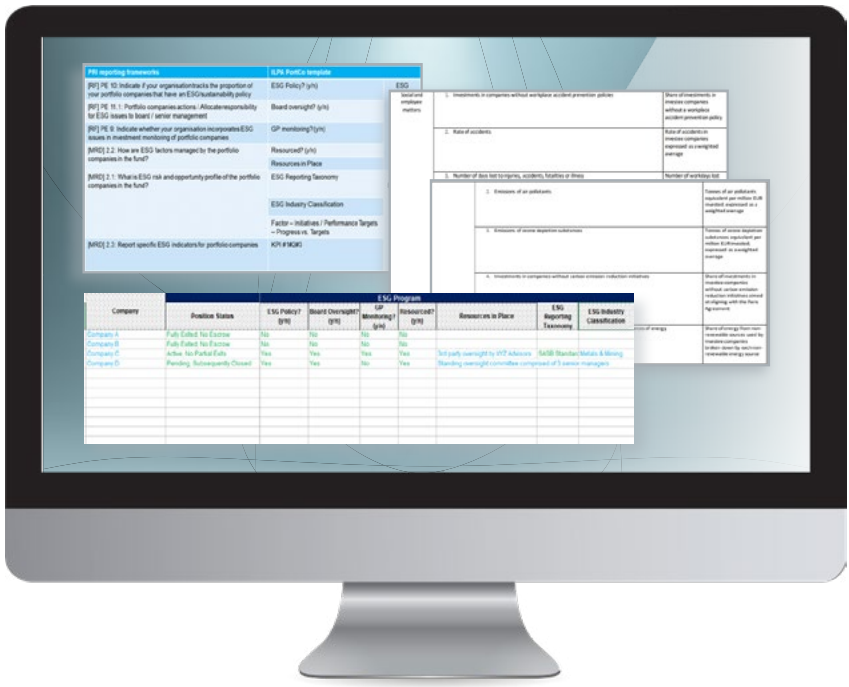 PRI reporting frameworks
ILPA PortCo template
[RF] PE 10: Indicate if your organisation tracks the proportion of
your portfolio companies that have an ESG/sustainability policy
ESG Policy? (y/n)
ESG
[RF] PE 11.1: Portfolio companies actions \ Allocate responsibility
for ESG issues to board / senior management
Board oversight? (y/n)
[RF] PE 9: Indicate whether your organisation incorporates ESG
issues in investment monitoring of portfolio companies
GP monitoring? (y/n)
[MRD] 2.2: How are ESG factors managed by the portfolio
companies in the fund?
Resourced? (y/n)
Resources in Place
[MRD] 2.1: What is ESG risk and opportunity profile of the portfolio
companies in the fund?
ESG Reporting Taxonomy
ESG Industry Classification
Factor – Initiatives / Performance Targets
– Progress vs. Targets
[MRD] 2.3: Report specific ESG indicators for portfolio companies
Social and
employee
matters
1. Investments in companies without workplace accident prevention policies
Share of investments in
investee companies
without a workplace
accident prevention policy
2. Rate of accidents
Rate of accidents in
investee companies
expressed as a weighted
average
3. Number of days lost to injuries, accidents, fatalities or illness
Number of workdays lost
2. Emissions of air pollutants
Tonnes of air pollutants
equivalent per million EUR
invested, expressed as a
weighted average
3. Emissions of ozone depletion substances
Tonnes of ozone depletion
substances equivalent per
million EUR invested,
expressed as a weighted
average
4. Investments in companies without carbon emission reduction initiatives
Share of investments in
investee companies
without carbon emission
reduction initiatives aimed
at aligning with the Paris
Agreement
of energy
Share of energy from non-
renewable sources used by
investee companies
broken down by each non-
renewable energy source
ESG Program
Company
Position Status
ESG Policy?
(y/n)
Board Oversight?
(y/n)
GP
Monitoring?
(y/n)
Resourced?
(y/n)
Resources in Place
ESG
Reporting
Taxonomy
ESG Industry
Classification
Company A Fully Exited: No Escrow No No No No
Company B Fully Exited: No Escrow No No No No
Company C Active: No Partial Exits Yes Yes Yes Yes 3rd party oversight by XYZ Advisors SASB Standar Metals & Mining
Company D Pending: Subsequently Closed Yes Yes No Yes Standing oversight committee comprised of 3 senior managers